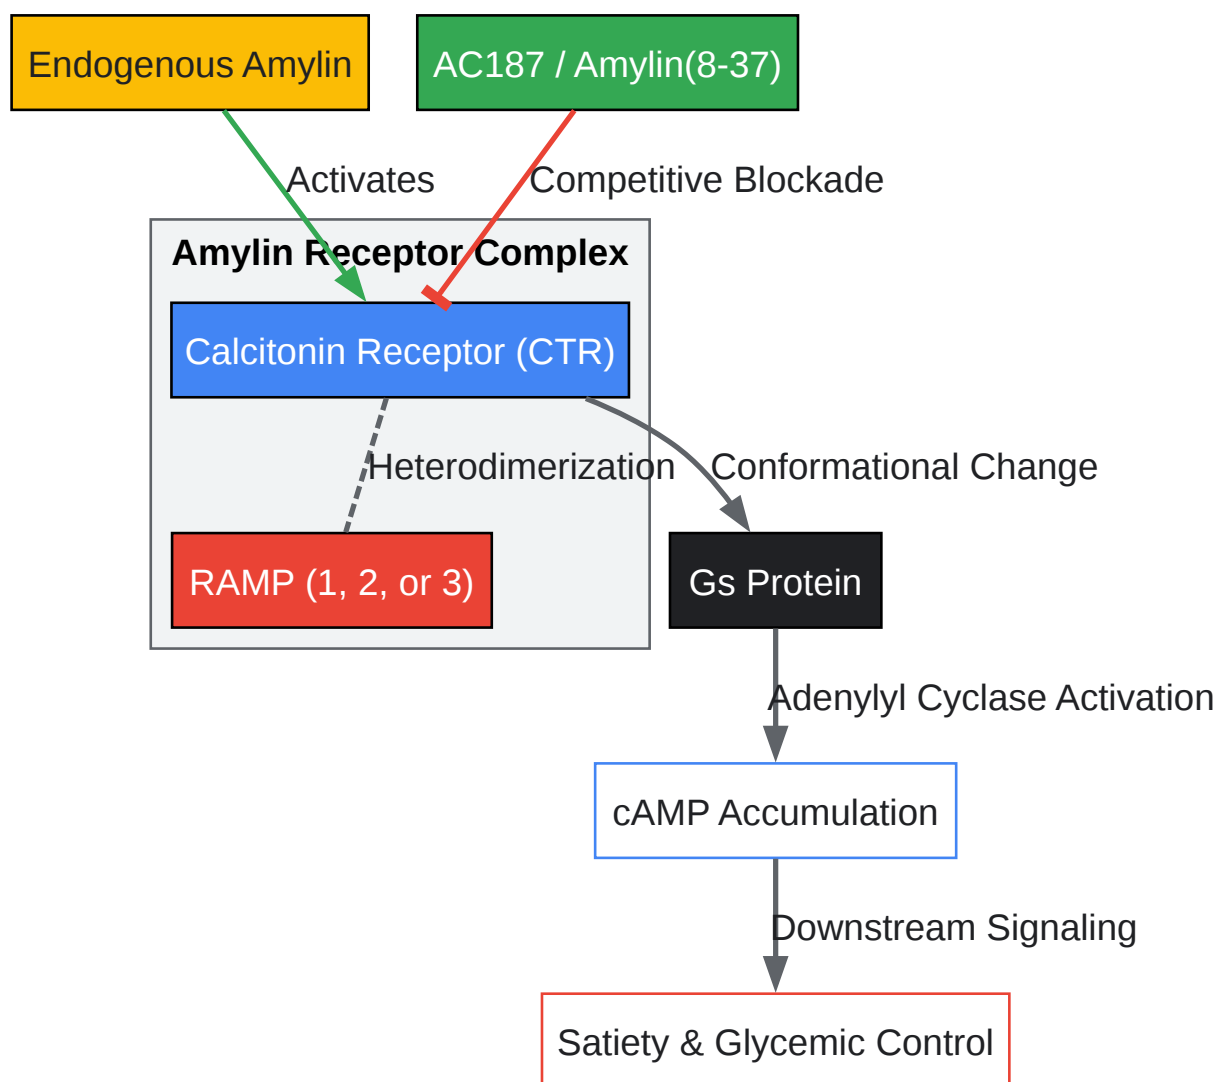 Endogenous Amylin
AC187 / Amylin(8-37)
Activates
Competitive Blockade
Amylin Receptor Complex
Calcitonin Receptor (CTR)
Heterodimerization
Conformational Change
RAMP (1, 2, or 3)
Gs Protein
Adenylyl Cyclase Activation
cAMP Accumulation
Downstream Signaling
Satiety & Glycemic Control